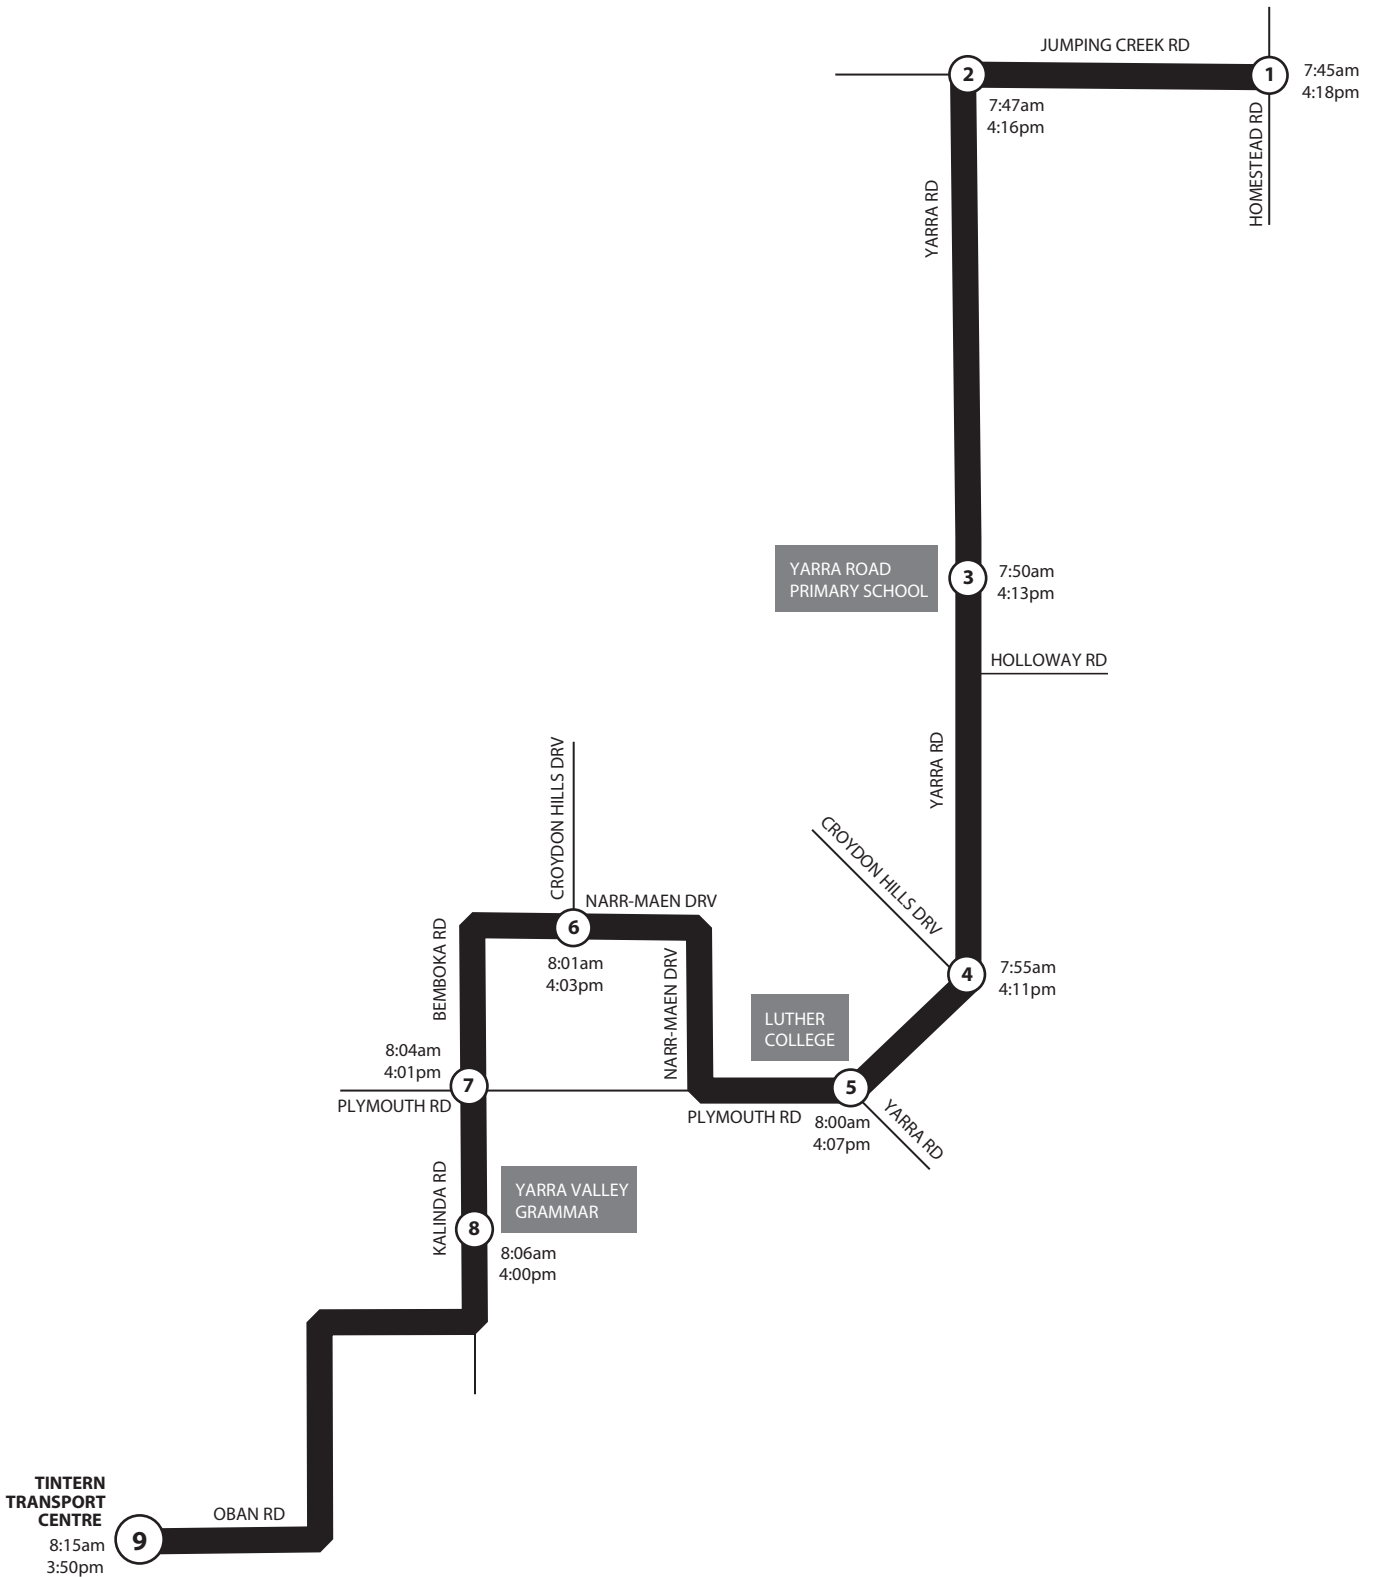 JUMPING CREEK RD
2
1
7:45am
4:18pm
7:47am
4:16pm
HOMESTEAD RD
YARRA RD
YARRA ROAD
PRIMARY SCHOOL
3
7:50am
4:13pm
HOLLOWAY RD
YARRA RD
CROYDON HILLS DRV
CROYDON HILLS DRV
NARR-MAEN DRV
6
8:01am
4:03pm
BEMBOKA RD
NARR-MAEN DRV
4
7:55am
4:11pm
LUTHER
COLLEGE
8:04am
4:01pm
7
PLYMOUTH RD
5
PLYMOUTH RD
8:00am
4:07pm
YARRA RD
KALINDA RD
YARRA VALLEY
GRAMMAR
8
8:06am
4:00pm
TINTERN
TRANSPORT
CENTRE
9
OBAN RD
8:15am
3:50pm